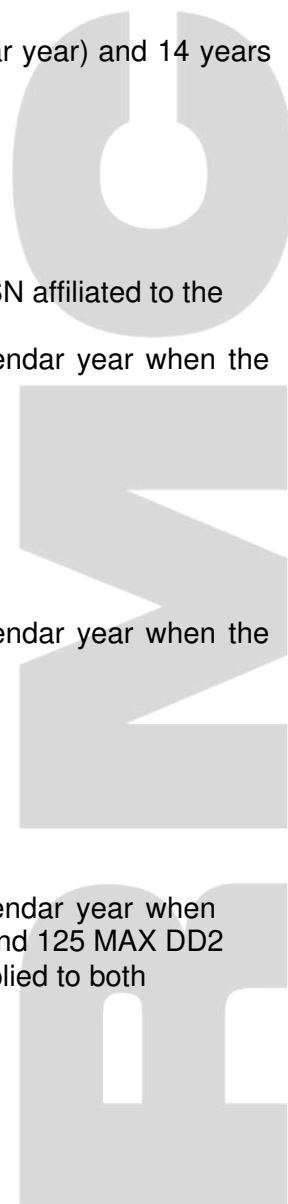 ar year) and 14 years
SN affiliated to the
endar year when the
endar year when the
endar year when
nd 125 MAX DD2
plied to both
R M C